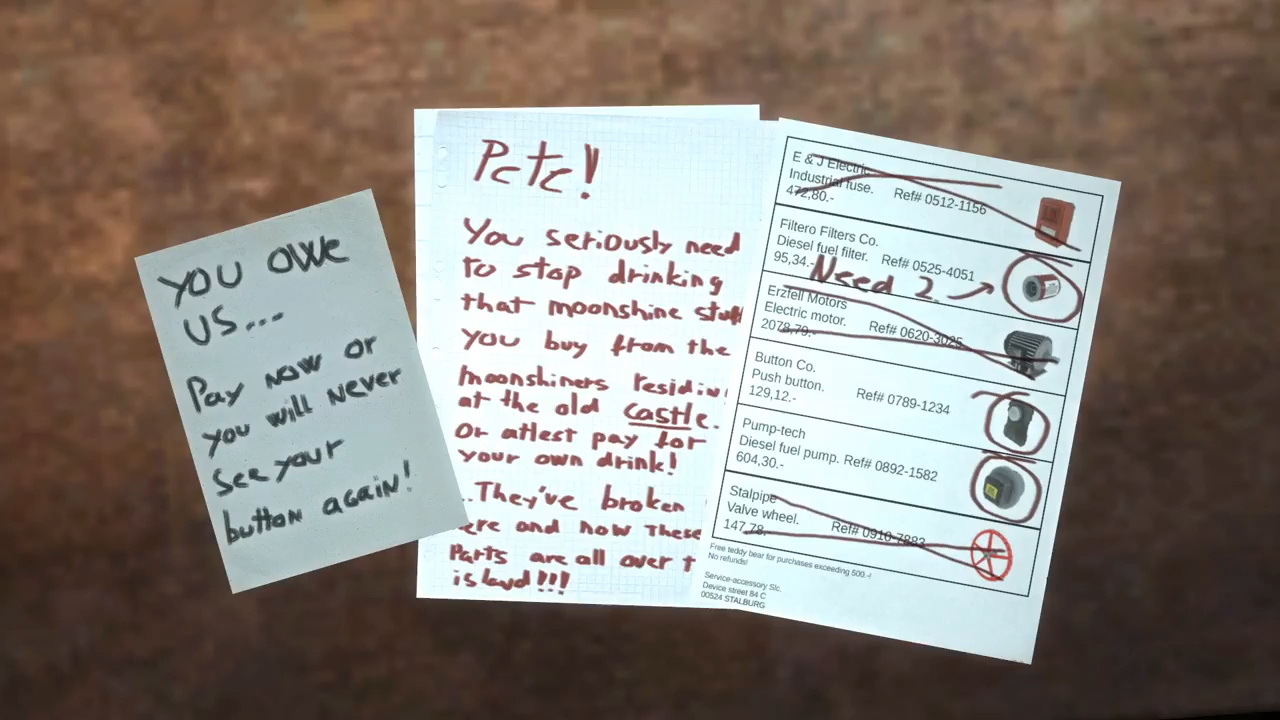 YOU OWE
US...
Pay NOW or
you will Never
see your
button again!
Pete!
You seriously need
to stop drinking
that moonshine
you buy from the
moonshiners
at the old castle.
Or atlest pay for
your own drink!
..They've broken
and now These
Parts are all over
island!!!
E & J Electric
Industrial fuse. Ref# 0512-1156
472,80.-
Filtero Filters Co.
Diesel fuel filter. Ref# 0525-4051
95,34.-
Need 2
Erzfell Motors
Electric motor. Ref# 0620-3025
2078,79.-
Button Co.
Push button. Ref# 0789-1234
129,12.-
Pump-tech
Diesel fuel pump. Ref# 0892-1582
604,30.-
Stalpipe
Valve wheel. Ref# 0910-7883
147,78.-
Free teddy bear for purchases exceeding 500.-!
No refunds!
Service-accessory Slc.
Device street 84 C
00524 STALBURG